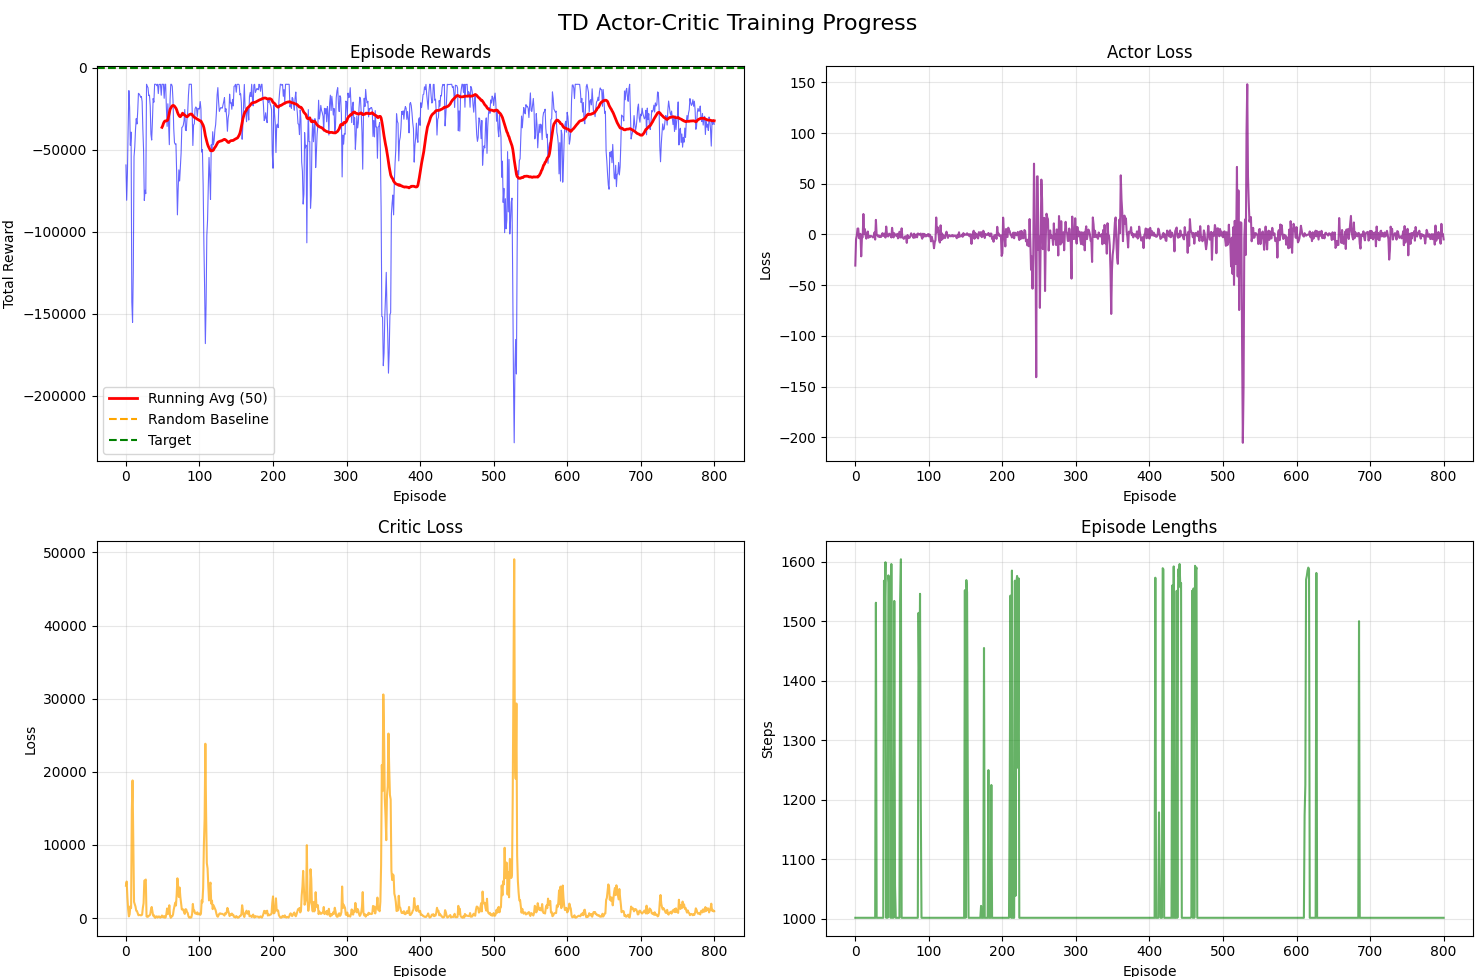 TD Actor-Critic Training Progress
Episode Rewards
Total Reward
0
−50000
−100000
−150000
−200000
Running Avg (50)
Random Baseline
Target
0 100 200 300 400 500 600 700 800
Episode
Actor Loss
Loss
150
100
50
0
−50
−100
−150
−200
0 100 200 300 400 500 600 700 800
Episode
Critic Loss
Loss
50000
40000
30000
20000
10000
0
0 100 200 300 400 500 600 700 800
Episode
Episode Lengths
Steps
1600
1500
1400
1300
1200
1100
1000
0 100 200 300 400 500 600 700 800
Episode